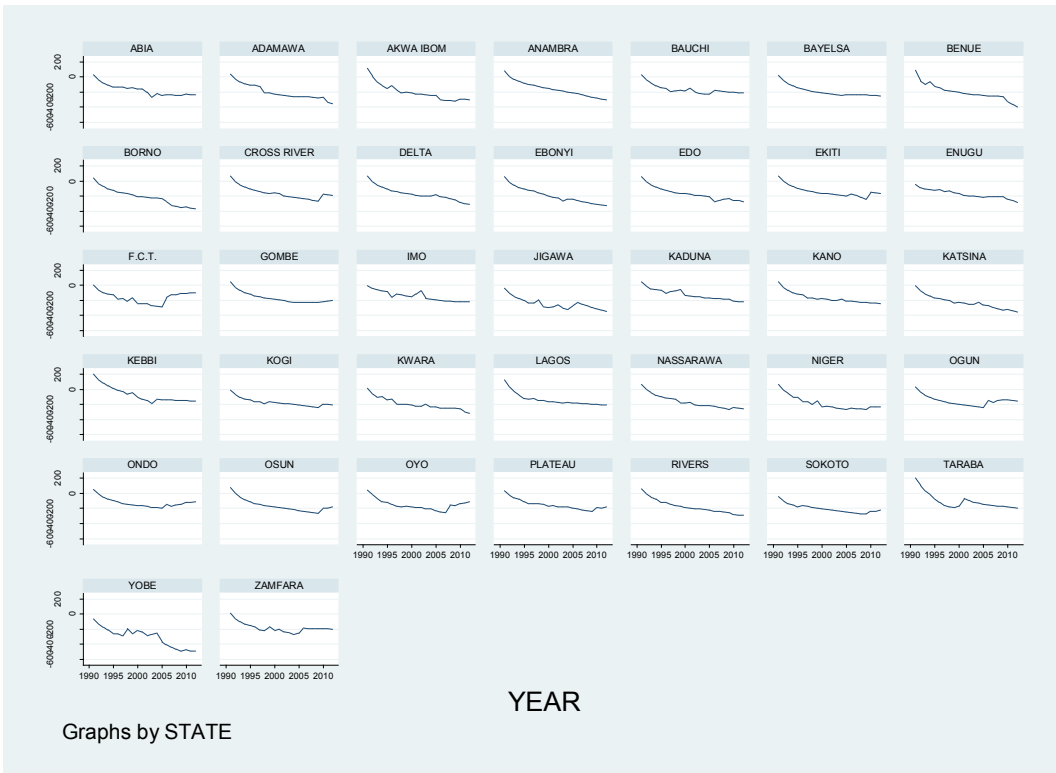 ABIA ADAMAWA AKWA IBOM ANAMBRA BAUCHI BAYELSA BENUE
200
0
BORNO CROSS RIVER DELTA EBONYI EDO EKITI ENUGU
200
0
F.C.T. GOMBE IMO JIGAWA KADUNA KANO KATSINA
200
0
KEBBI KOGI KWARA LAGOS NASSARAWA NIGER OGUN
200
0
ONDO OSUN OYO PLATEAU RIVERS SOKOTO TARABA
200
0
1990 1995 2000 2005 2010 1990 1995 2000 2005 2010 1990 1995 2000 2005 2010 1990 1995 2000 2005 2010 1990 1995 2000 2005 2010
YOBE ZAMFARA
200
0
1990 1995 2000 2005 2010 1990 1995 2000 2005 2010
YEAR
Graphs by STATE